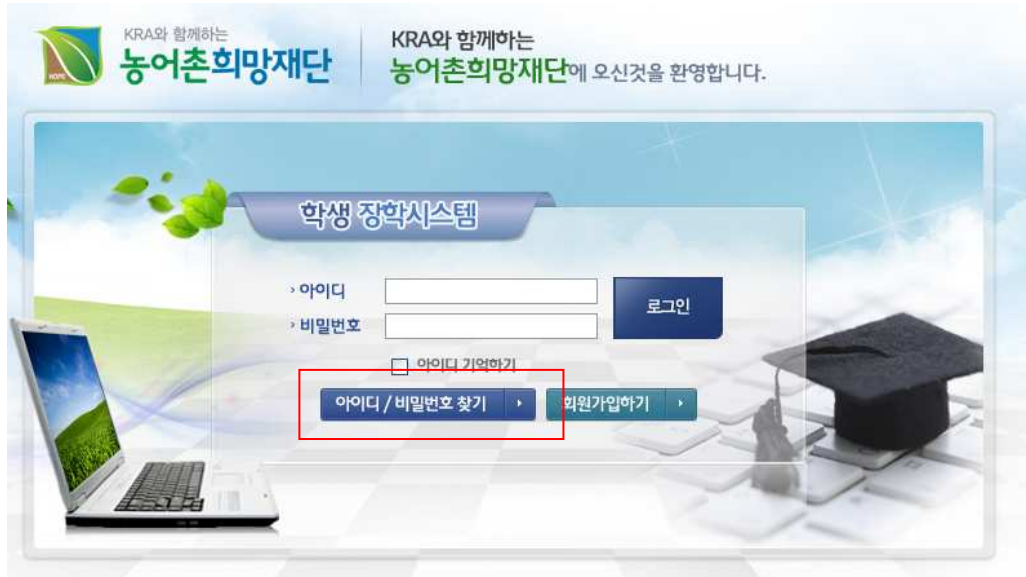 KRA와 함께하는
농어촌희망재단
KRA와 함께하는
농어촌희망재단에 오신것을 환영합니다.
HOPE
학생 장학시스템
› 아이디
› 비밀번호
로그인
아이디 기억하기
아이디 / 비밀번호 찾기
회원가입하기